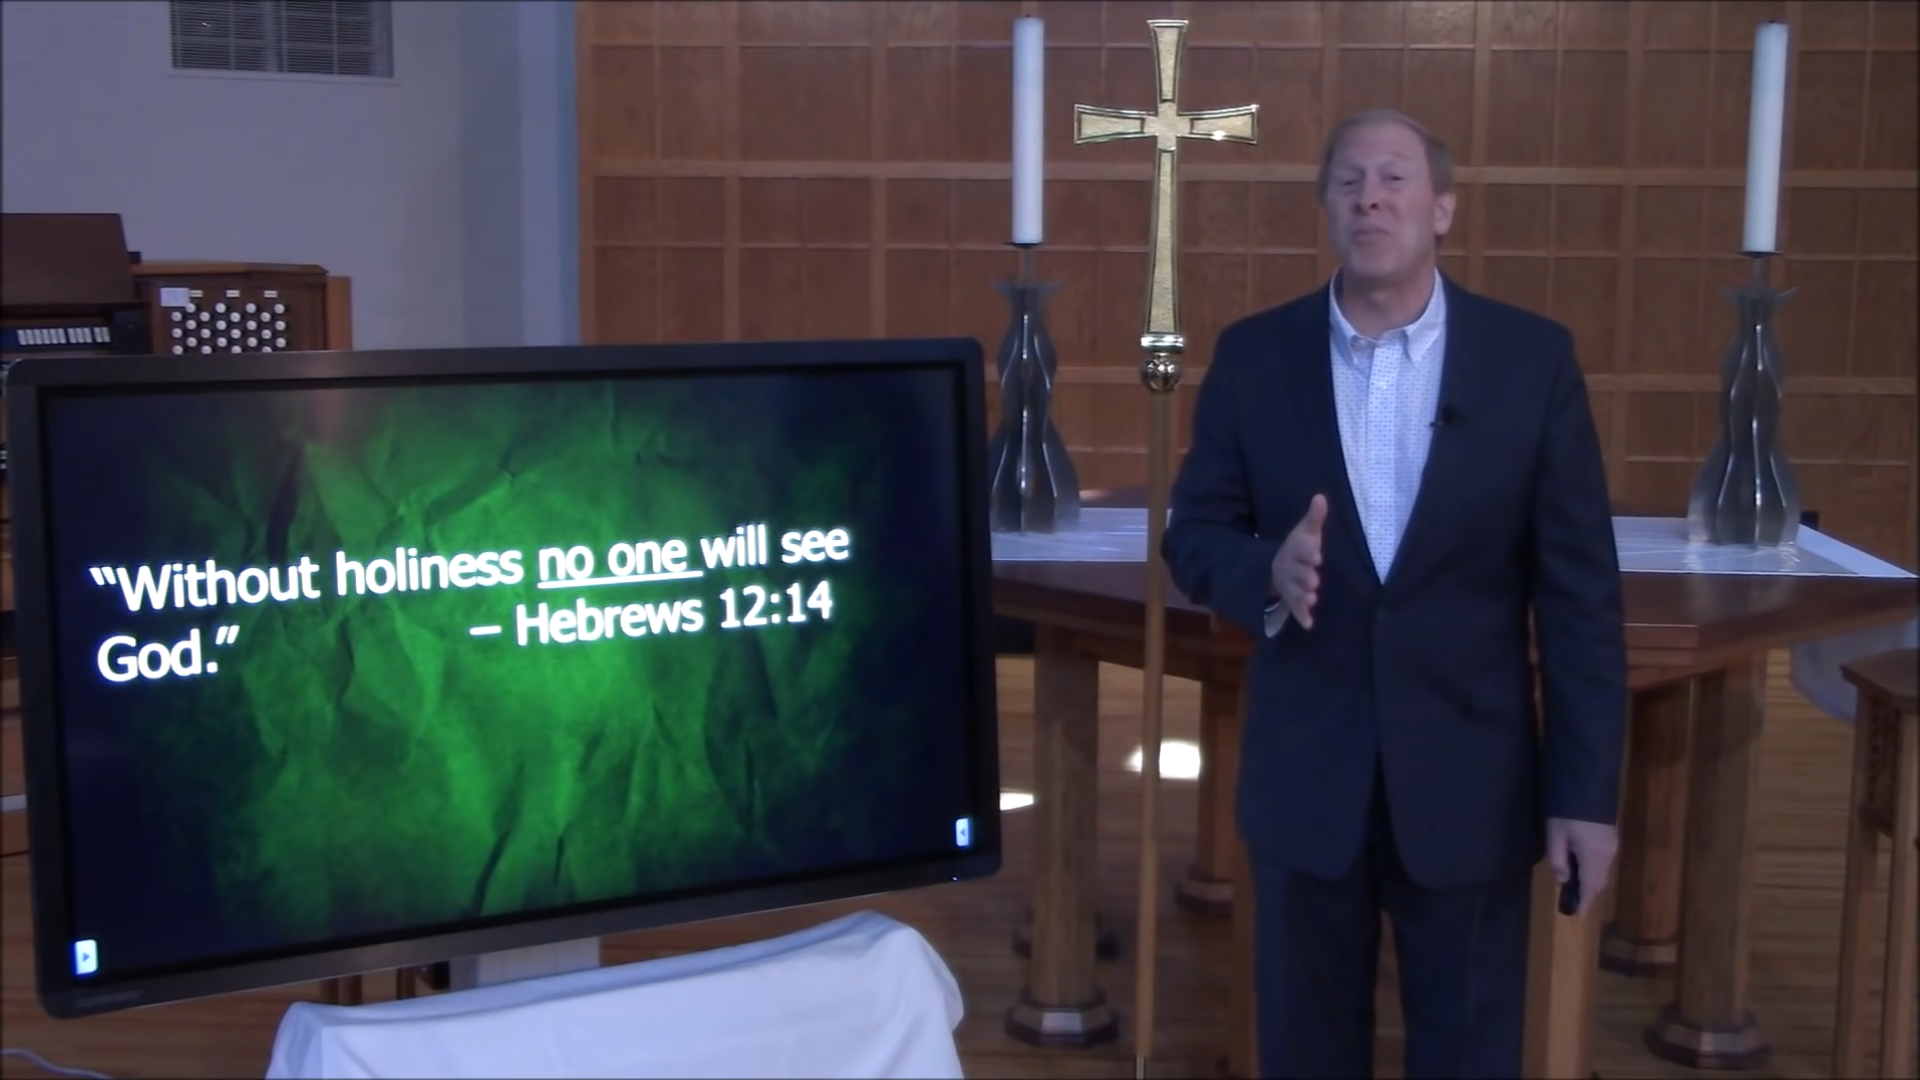 “Without holiness no one will see
God.” – Hebrews 12:14